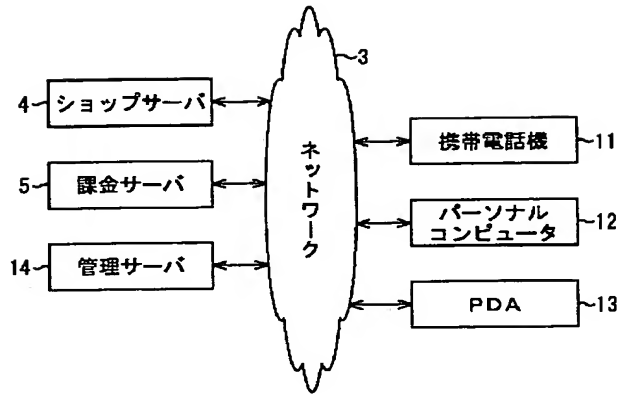 3
4 ショップサーバ
5 課金サーバ
14 管理サーバ
ネットワーク
携帯電話機 11
パーソナル
コンピュータ 12
PDA 13